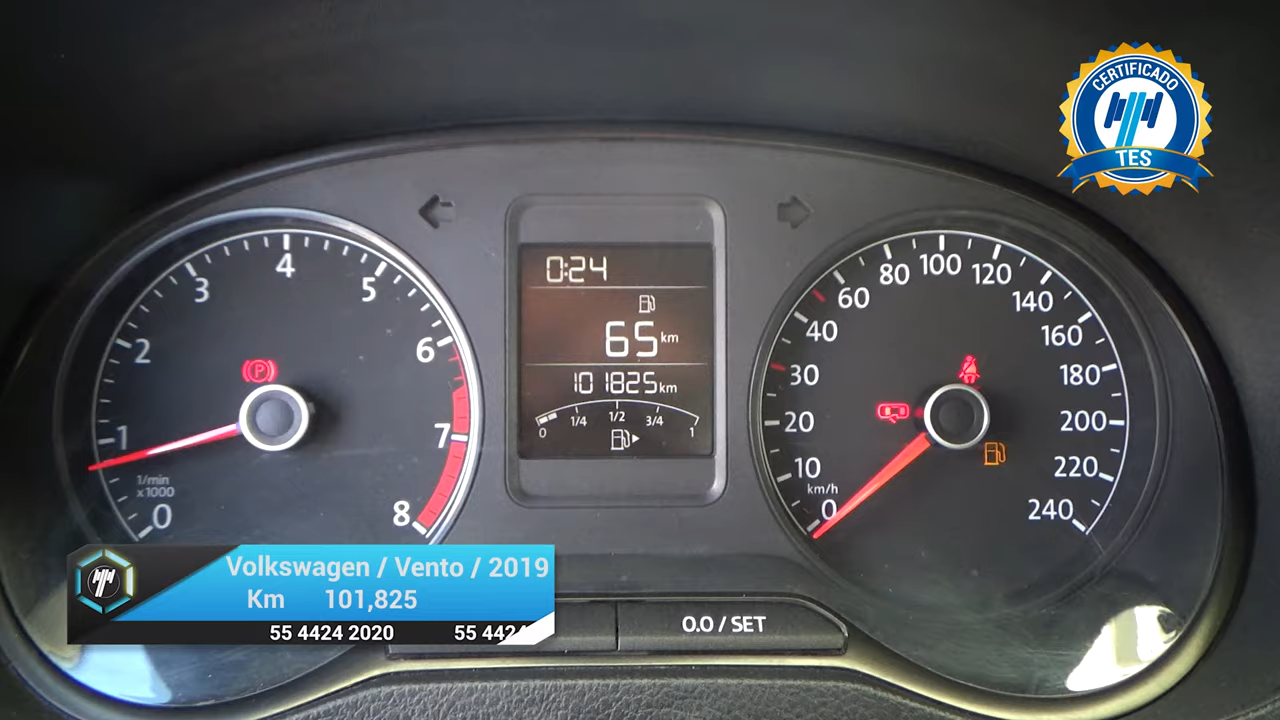 CERTIFICADO
TES
0:24
65 km
101825 km
0 1/4 1/2 3/4 1
0 1 2 3 4 5 6 7 8
1/min
x1000
0 10 20 30 40 60 80 100 120 140 160 180 200 220 240
km/h
P
0.0 / SET
Volkswagen / Vento / 2019
Km 101,825
55 4424 2020 55 4424